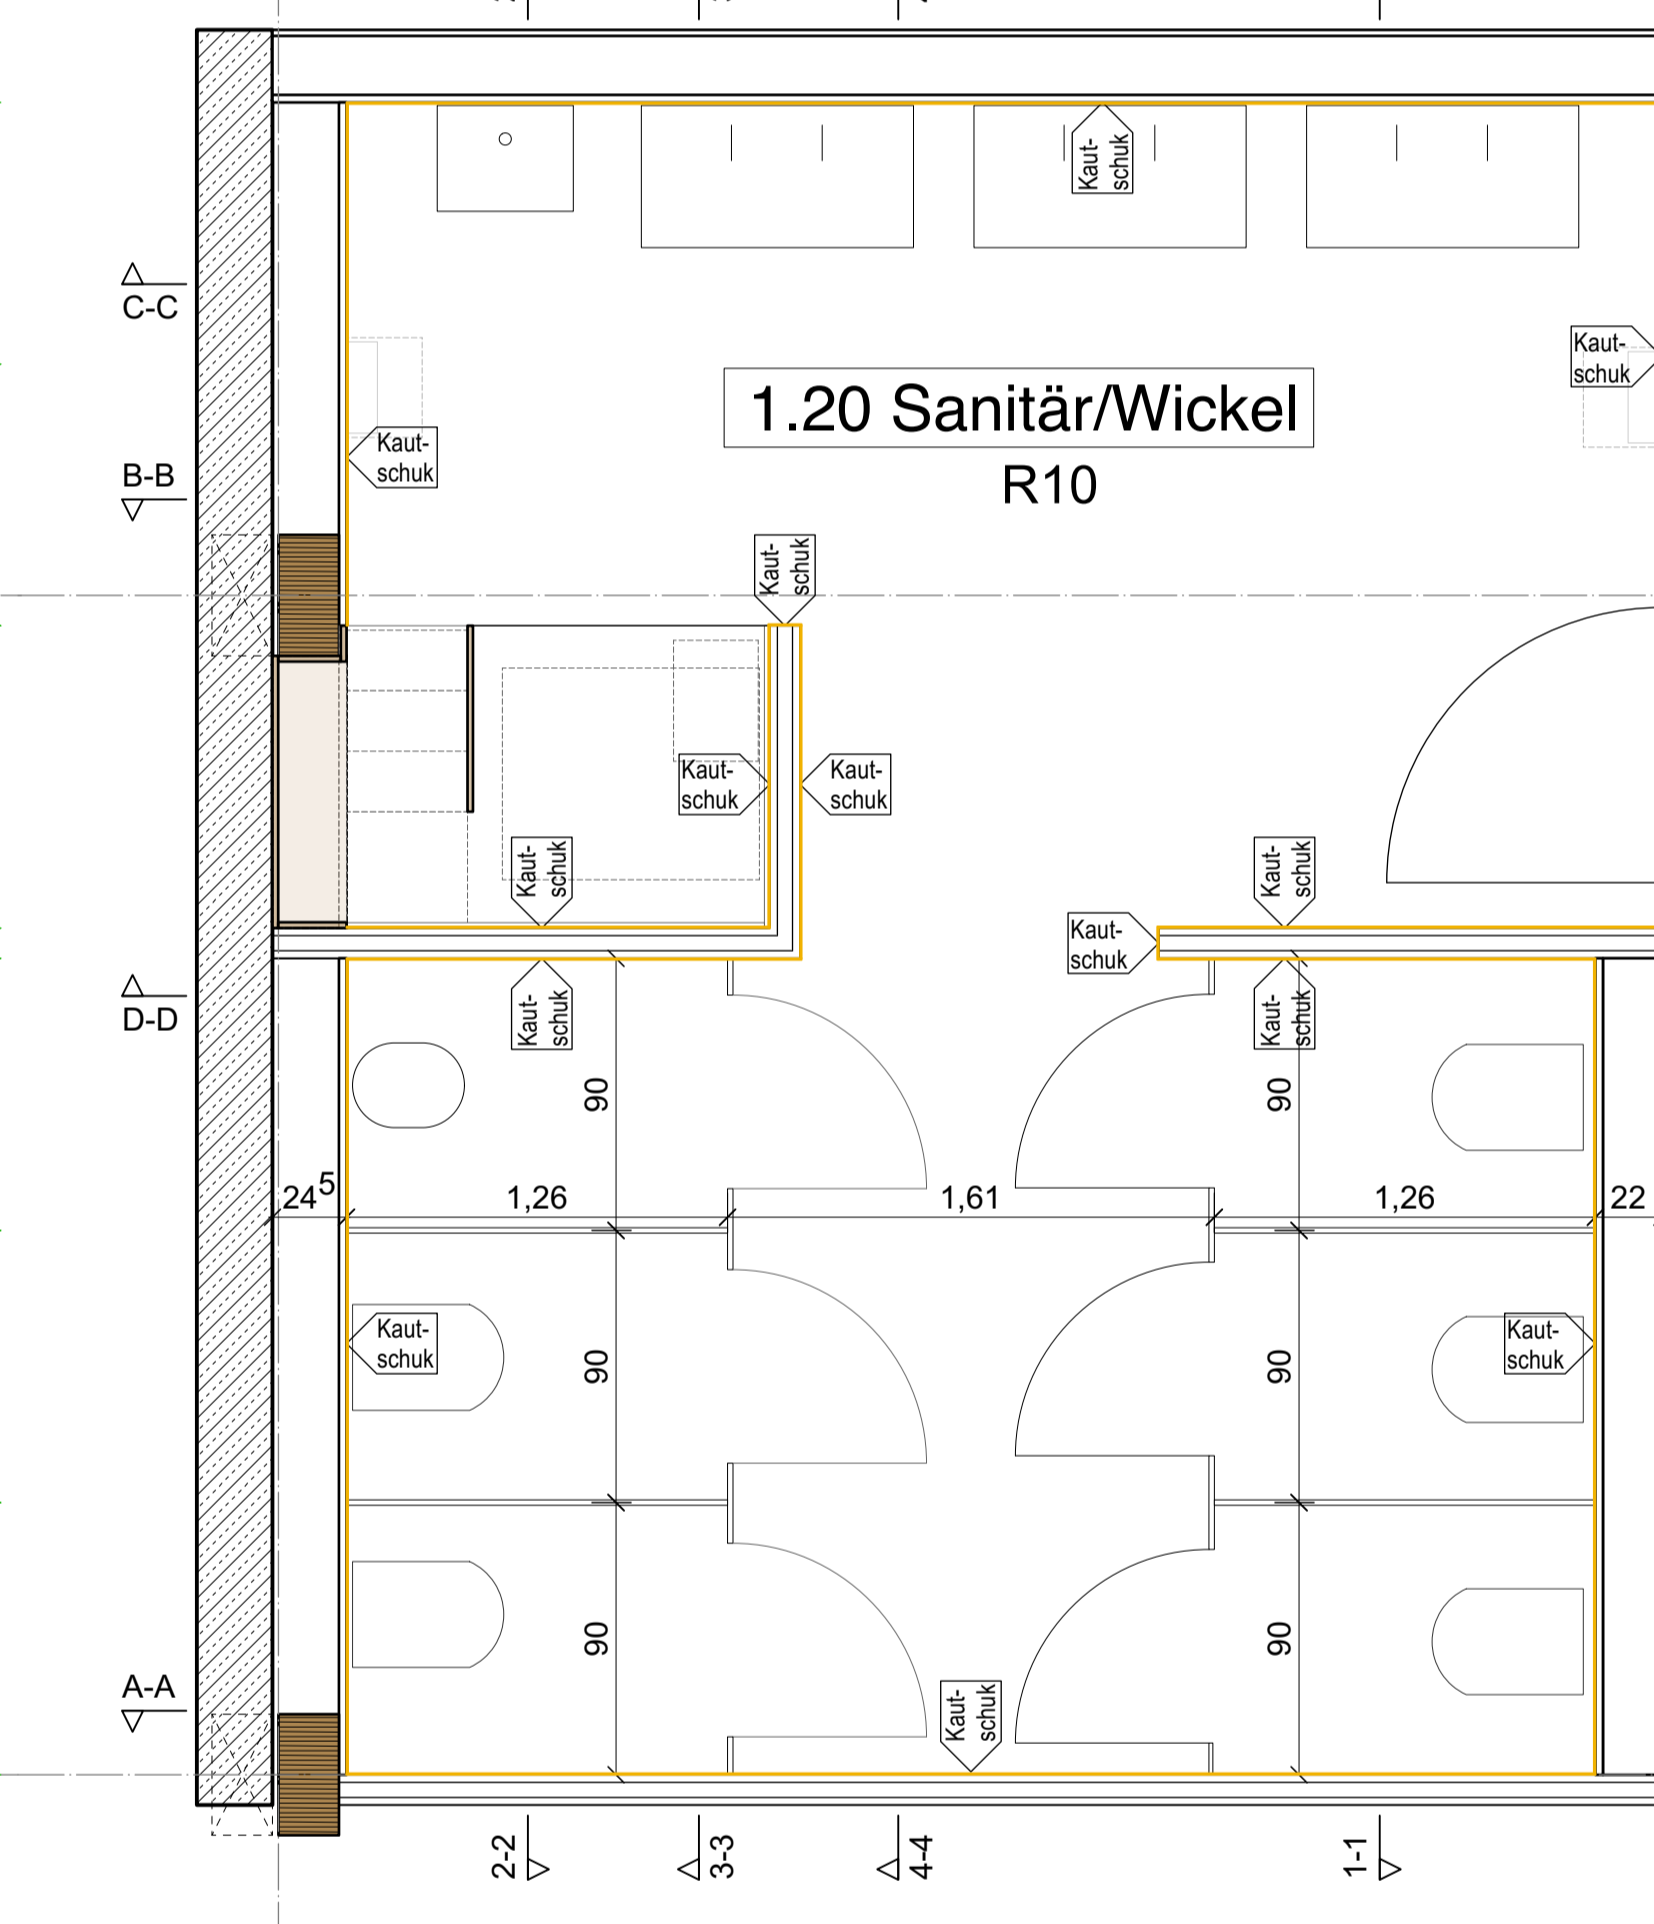 Kaut-
schuk
C-C
Kaut-
schuk
1.20 Sanitär/Wickel
R10
Kaut-
schuk
B-B
Kaut-
schuk
Kaut-
schuk
Kaut-
schuk
Kaut-
schuk
Kaut-
schuk
Kaut-
schuk
D-D
Kaut-
schuk
Kaut-
schuk
90
90
24⁵
1,26
1,61
1,26
22
Kaut-
schuk
90
90
Kaut-
schuk
90
90
A-A
Kaut-
schuk
2-2
3-3
4-4
1-1